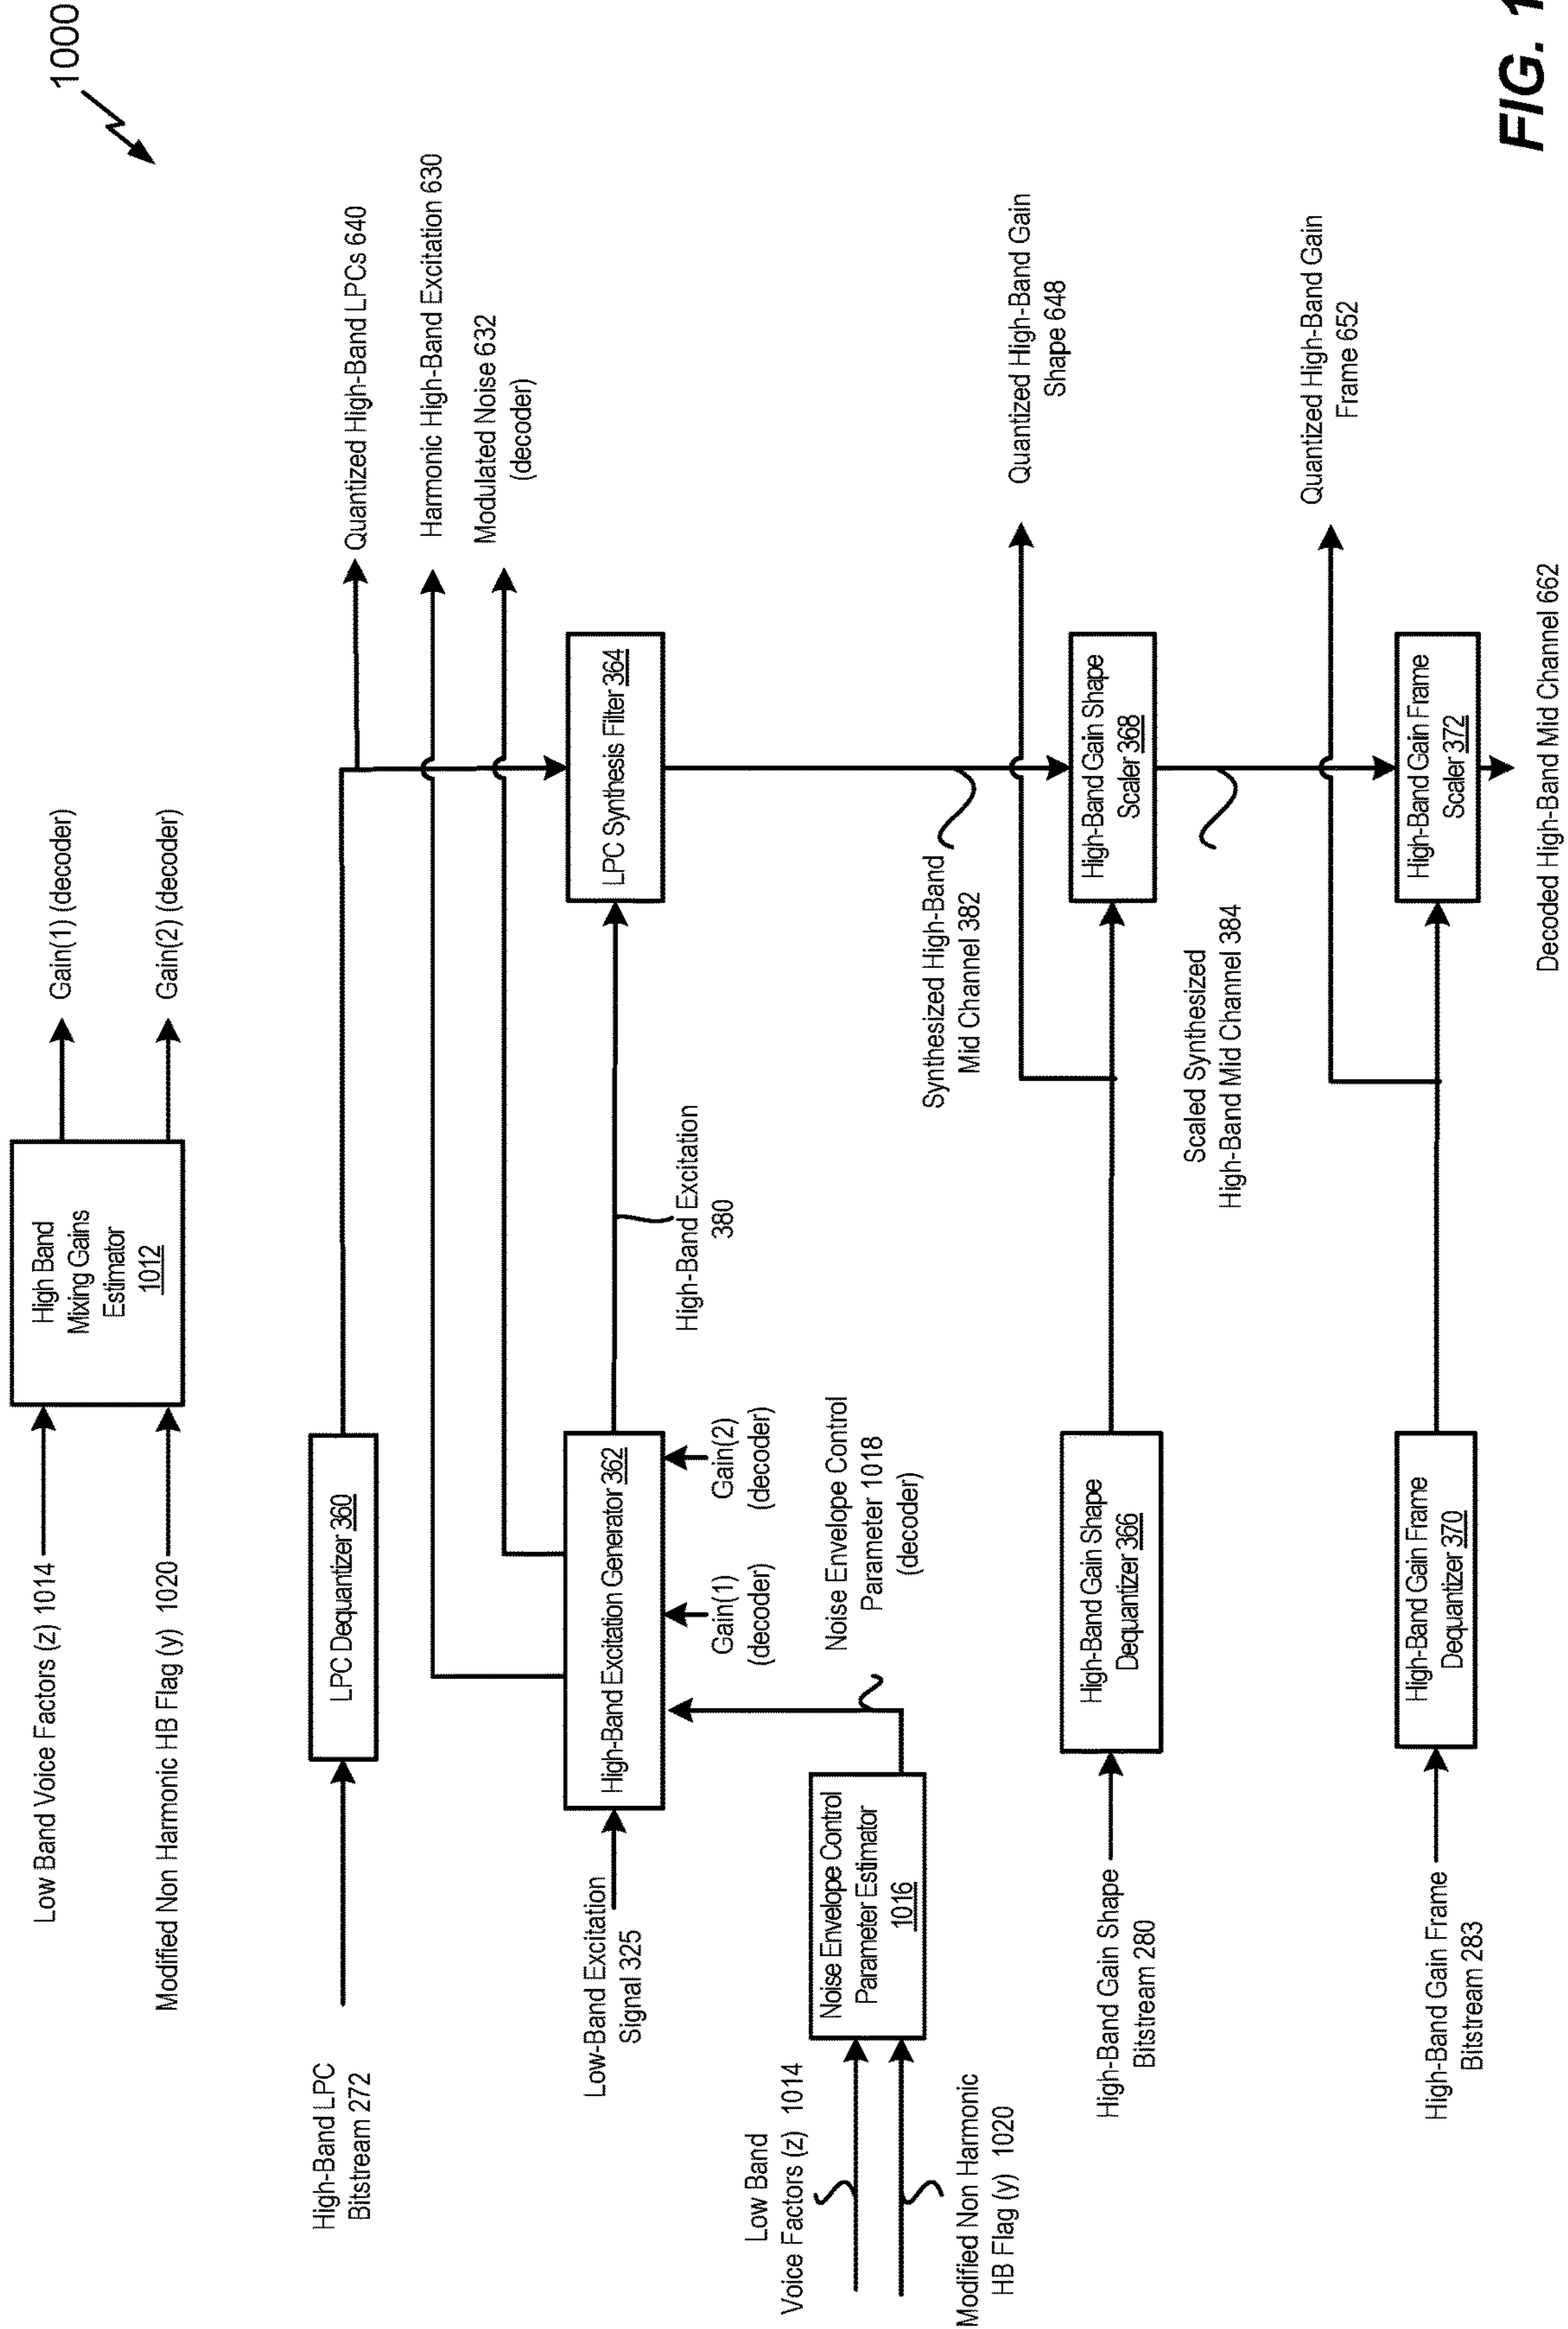 1000
Low Band Voice Factors (z) 1014
Modified Non Harmonic HB Flag (y) 1020
High Band
Mixing Gains
Estimator
1012
Gain(1) (decoder)
Gain(2) (decoder)
High-Band LPC
Bitstream 272
LPC Dequantizer 360
Quantized High-Band LPCs 640
Harmonic High-Band Excitation 630
Modulated Noise 632
(decoder)
Low-Band Excitation
Signal 325
High-Band Excitation Generator 362
Gain(1)
(decoder)
Gain(2)
(decoder)
High-Band Excitation
380
LPC Synthesis Filter 364
Low Band
Voice Factors (z) 1014
Modified Non Harmonic
HB Flag (y) 1020
Noise Envelope Control
Parameter Estimator
1016
Noise Envelope Control
Parameter 1018
(decoder)
Synthesized High-Band
Mid Channel 382
Quantized High-Band Gain
Shape 648
High-Band Gain Shape
Bitstream 280
High-Band Gain Shape
Dequantizer 366
High-Band Gain Shape
Scaler 368
Scaled Synthesized
High-Band Mid Channel 384
Quantized High-Band Gain
Frame 652
High-Band Gain Frame
Bitstream 283
High-Band Gain Frame
Dequantizer 370
High-Band Gain Frame
Scaler 372
Decoded High-Band Mid Channel 662
FIG. 1